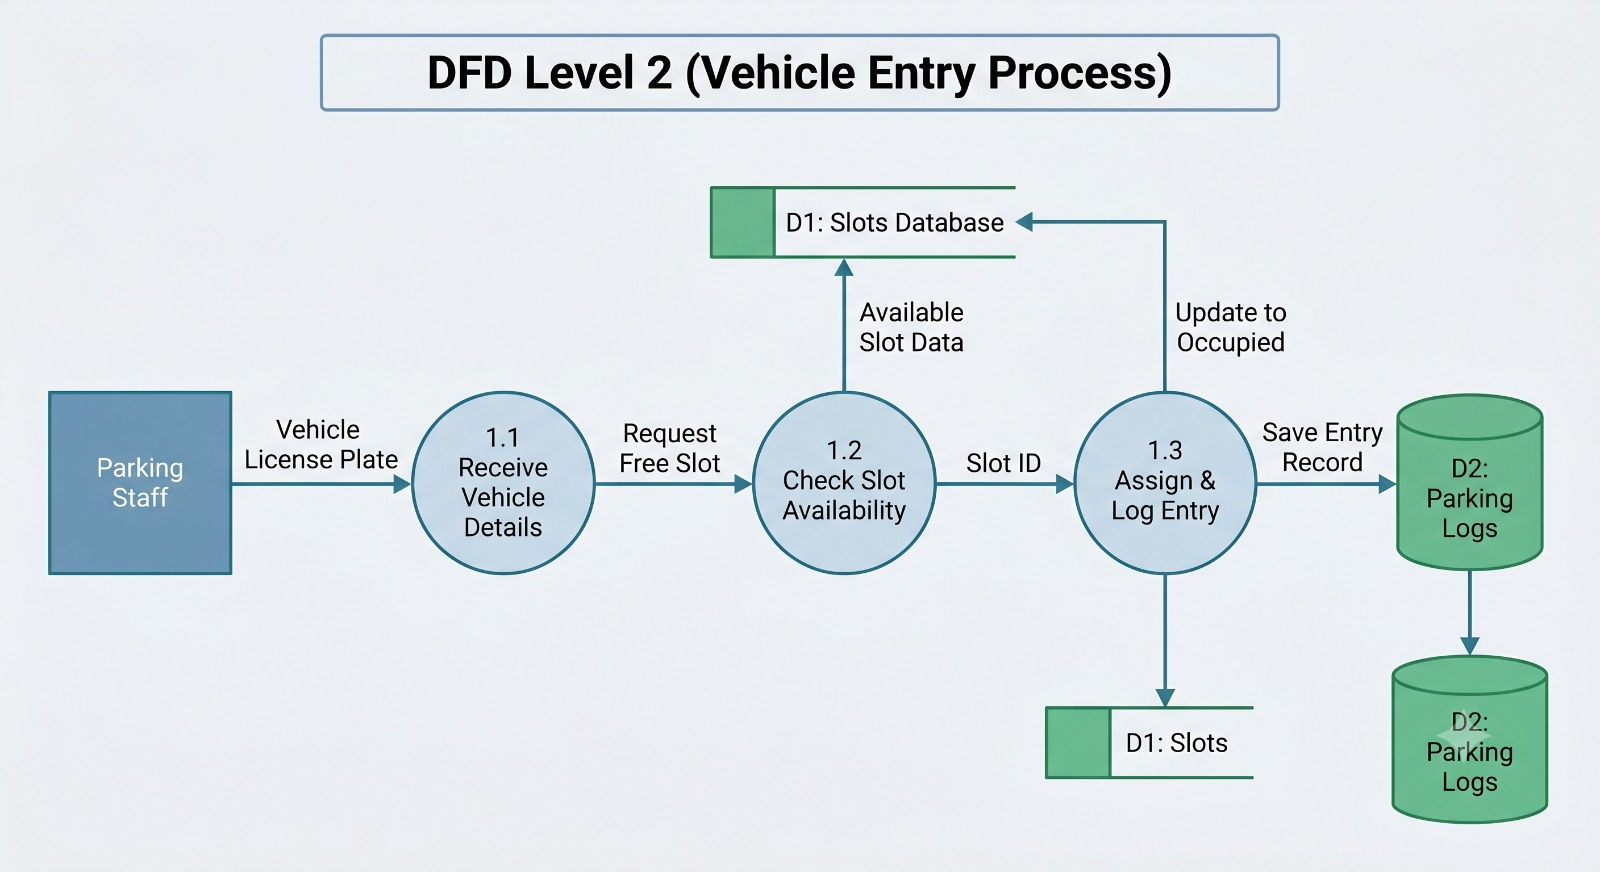 DFD Level 2 (Vehicle Entry Process)
D1: Slots Database
Available
Slot Data
Update to
Occupied
Parking
Staff
Vehicle
License Plate
1.1
Receive
Vehicle
Details
Request
Free Slot
1.2
Check Slot
Availability
Slot ID
1.3
Assign &
Log Entry
Save Entry
Record
D2:
Parking
Logs
D1: Slots
D2:
Parking
Logs